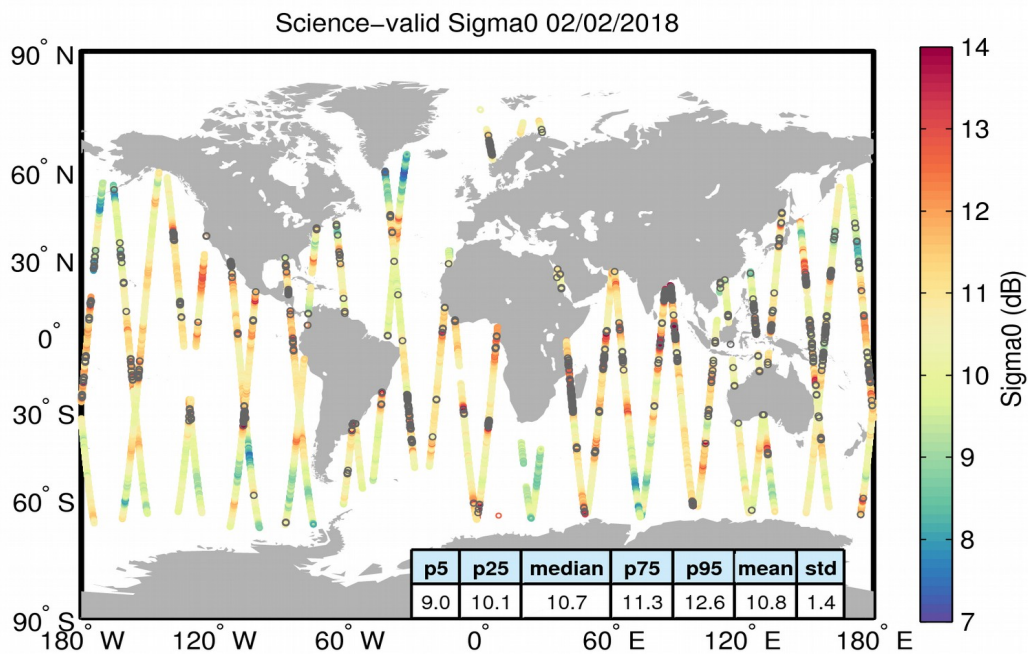 Science−valid Sigma0 02/02/2018
90° N
60° N
30° N
0°
30° S
60° S
90° S
180° W
120° W
60° W
0°
60° E
120° E
180° E
p5 p25 median p75 p95 mean std
9.0 10.1 10.7 11.3 12.6 10.8 1.4
14
13
12
11
10
9
8
7
Sigma0 (dB)